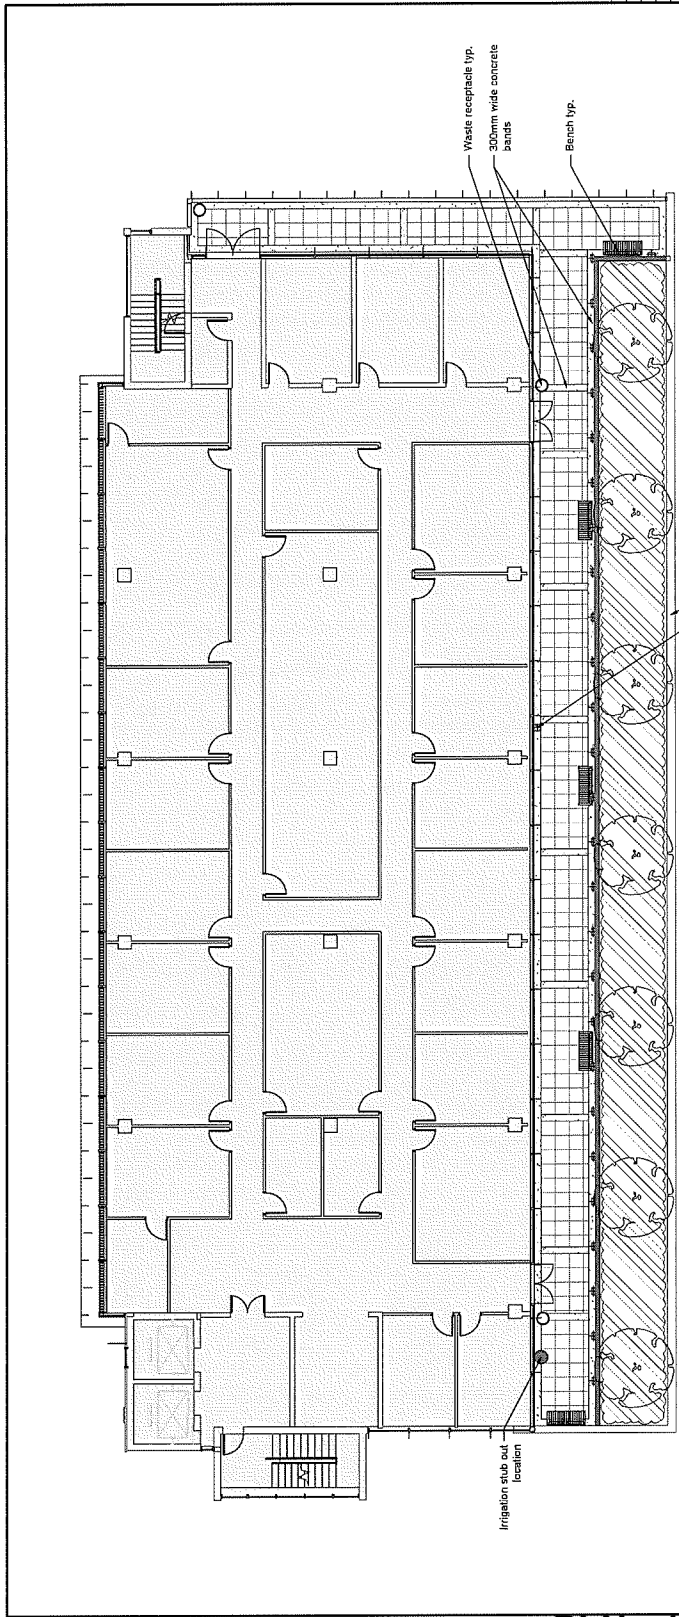 Waste receptacle typ.
300mm wide concrete
bands
Bench typ.
Irrigation stub out
location